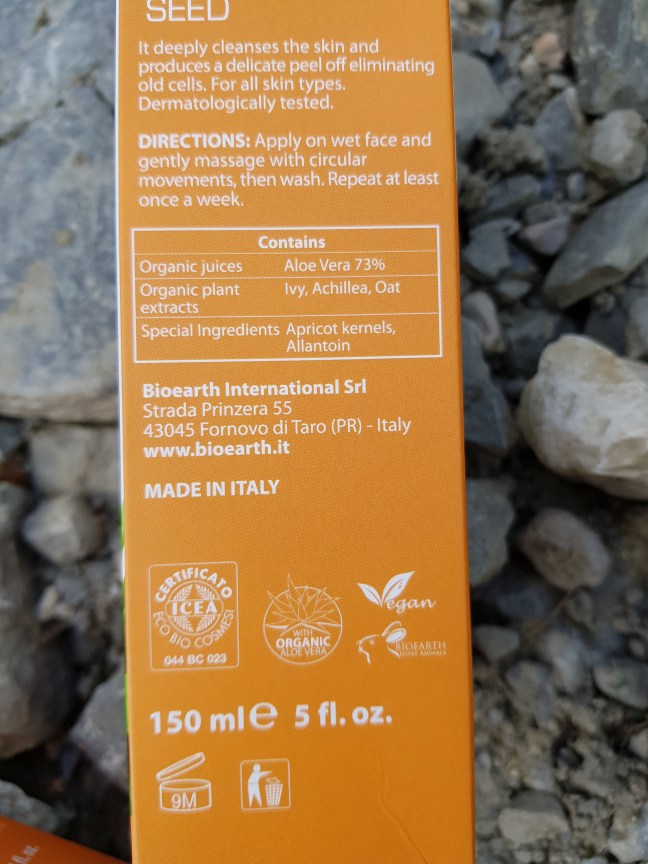 SEED
It deeply cleanses the skin and
produces a delicate peel off eliminating
old cells. For all skin types.
Dermatologically tested.
DIRECTIONS: Apply on wet face and
gently massage with circular
movements, then wash. Repeat at least
once a week.
Contains
Organic juices Aloe Vera 73%
Organic plant Ivy, Achillea, Oat
extracts
Special Ingredients Apricot kernels,
Allantoin
Bioearth International Srl
Strada Prinzera 55
43045 Fornovo di Taro (PR) - Italy
www.bioearth.it
MADE IN ITALY
CERTIFICATO
ICEA
ECO BIO COSMESI
044 BC 023
WITH
ORGANIC
ALOE VERA
Vegan
BIOEARTH
LOVES ANIMALS
150 ml e 5 fl. oz.
9M
fl. oz.